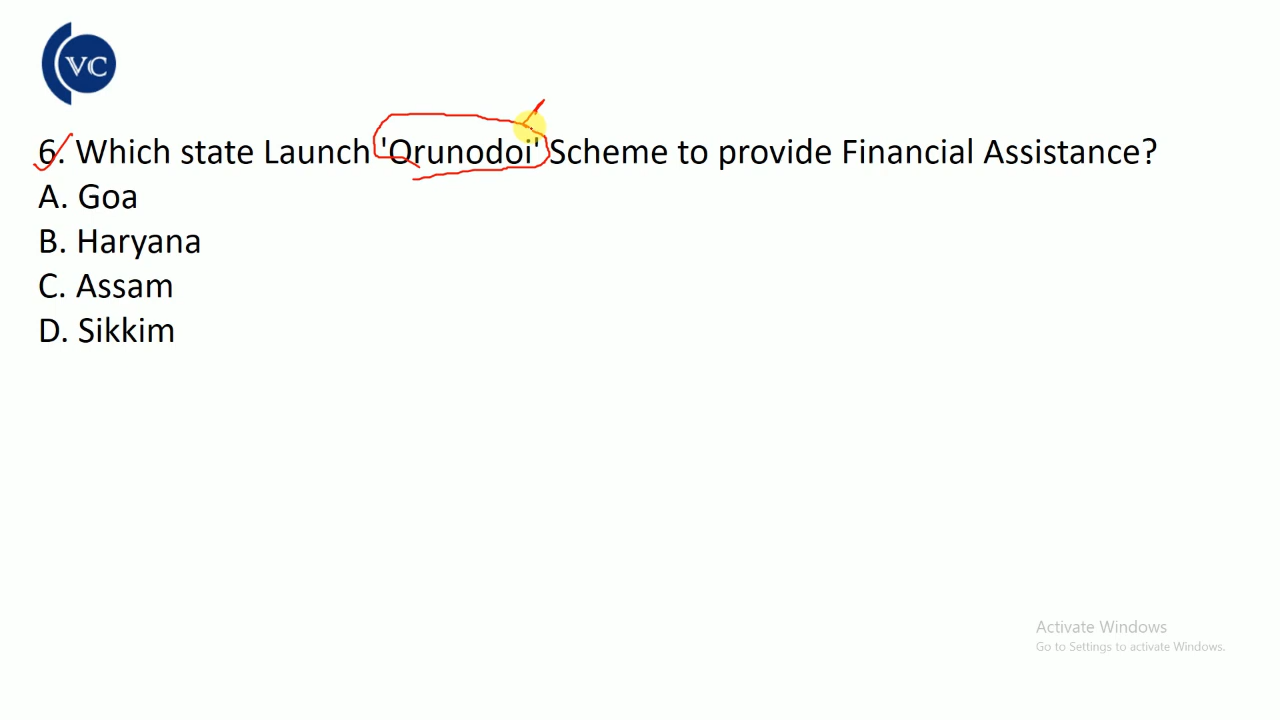 VC
6. Which state Launch 'Orunodoi' Scheme to provide Financial Assistance?
A. Goa
B. Haryana
C. Assam
D. Sikkim
Activate Windows
Go to Settings to activate Windows.